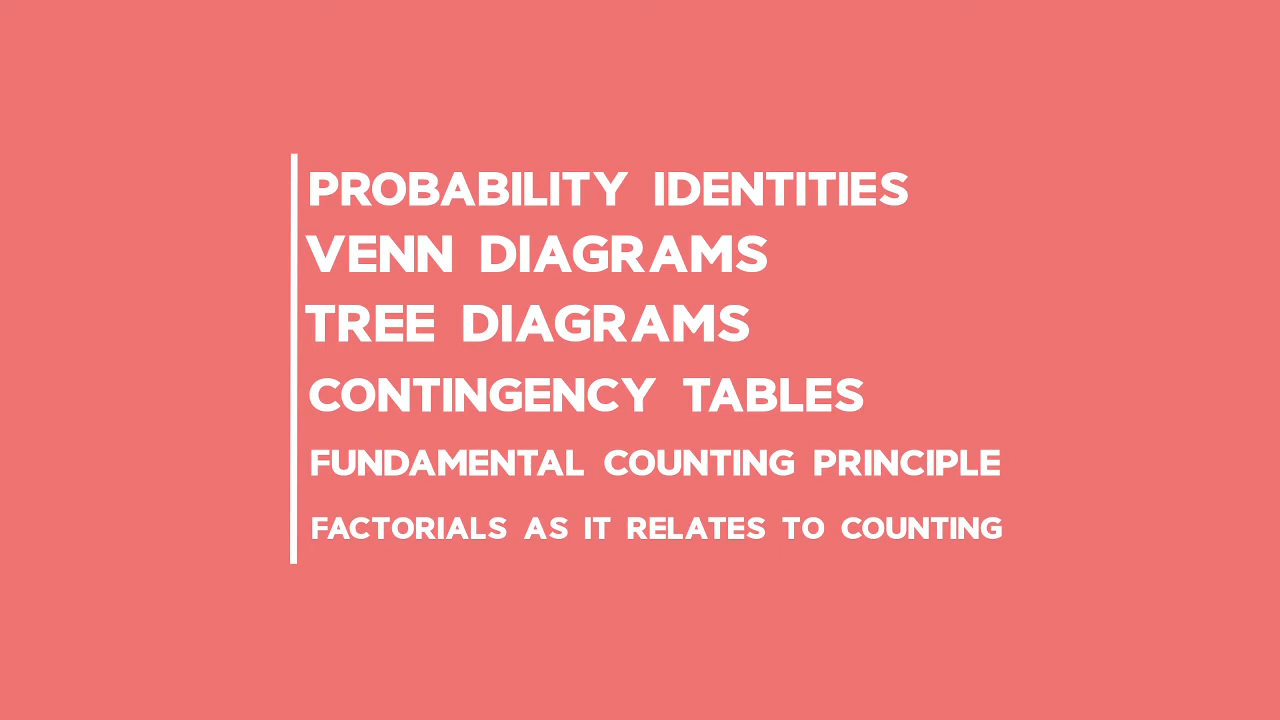 PROBABILITY IDENTITIES
VENN DIAGRAMS
TREE DIAGRAMS
CONTINGENCY TABLES
FUNDAMENTAL COUNTING PRINCIPLE
FACTORIALS AS IT RELATES TO COUNTING